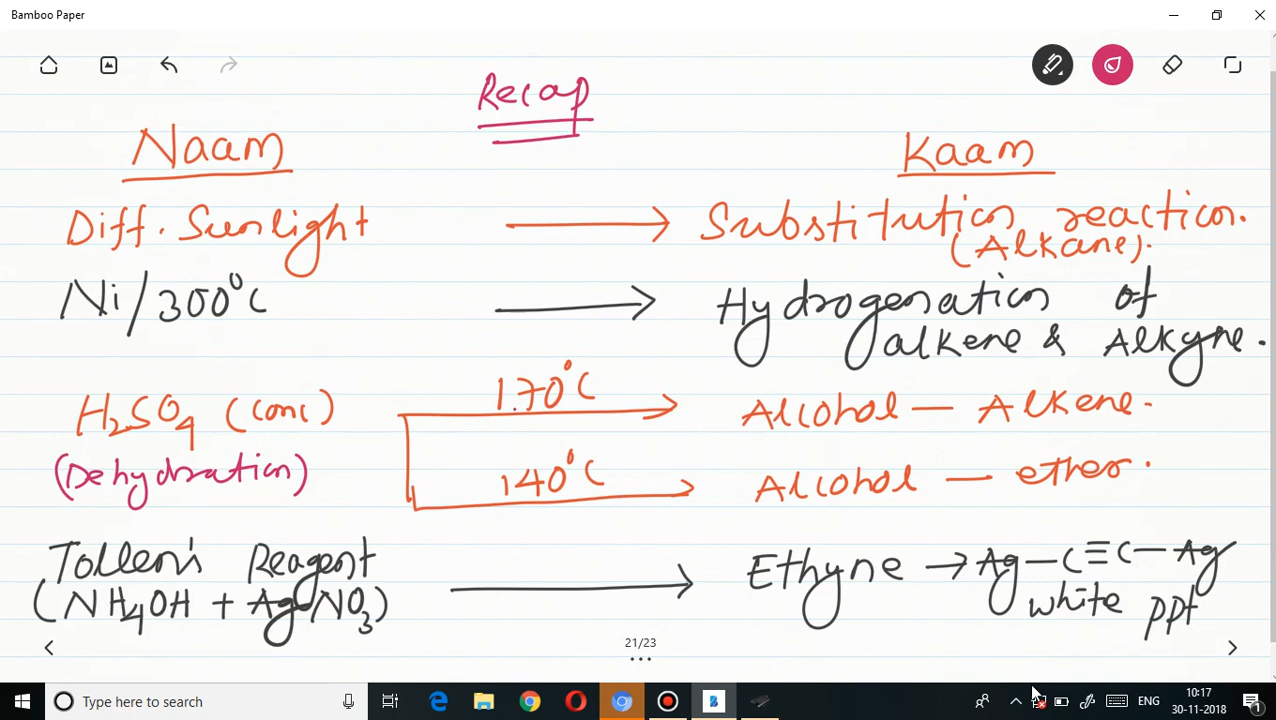 Bamboo Paper
Recap
Naam Kaam
Diff. Sunlight → Substitution reaction.
(Alkane).
Ni/300°C → Hydrogenation of
alkene & Alkyne.
H₂SO₄ (conc) 170°C → Alcohol — Alkene.
(Dehydration) 140°C → Alcohol — ether.
Tollen's Reagent → Ethyne → Ag—C≡C—Ag
(NH₄OH + AgNO₃) white ppt
21/23
Type here to search
ENG
10:17
30-11-2018
1